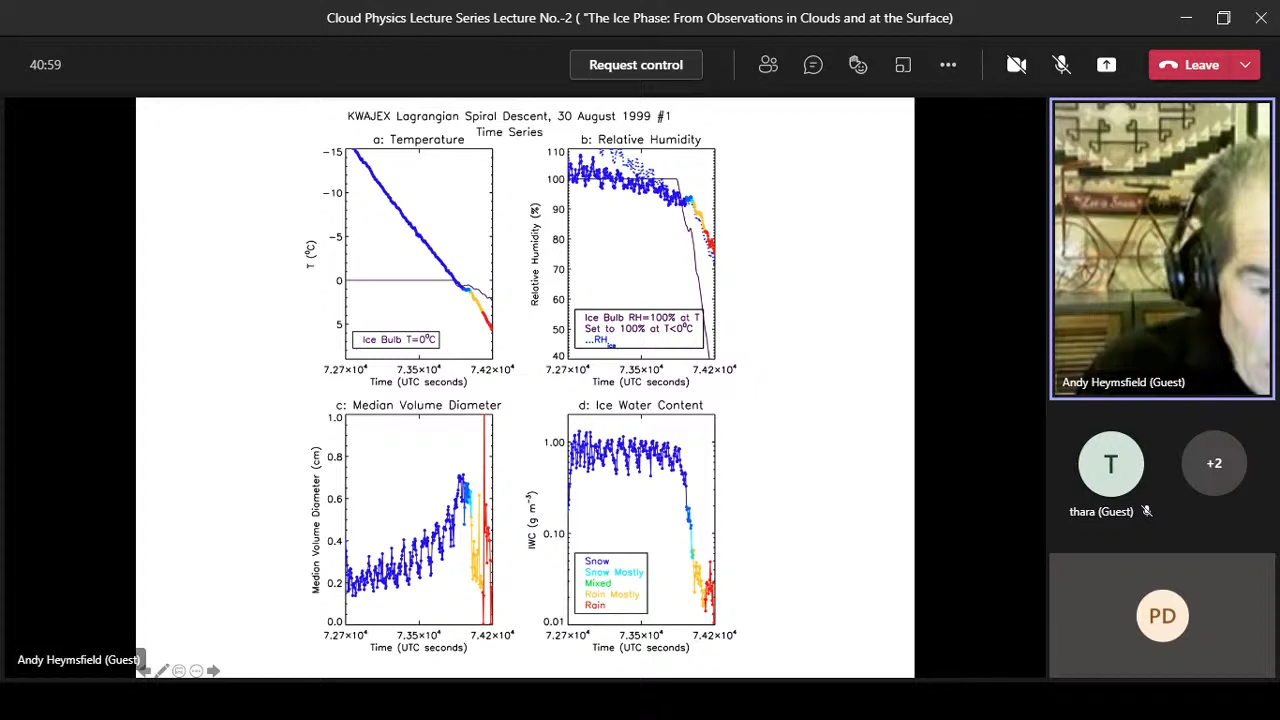 Cloud Physics Lecture Series Lecture No.-2 ( "The Ice Phase: From Observations in Clouds and at the Surface)
40:59
Request control
Leave
KWAJEX Lagrangian Spiral Descent, 30 August 1999 #1
Time Series
a: Temperature
−15
−10
−5
0
5
T (⁰C)
Ice Bulb T=0⁰C
7.27×10⁴ 7.35×10⁴ 7.42×10⁴
Time (UTC seconds)
b: Relative Humidity
110
100
90
80
70
60
50
40
Relative Humidity (%)
Ice Bulb RH=100% at T
Set to 100% at T<0⁰C
...RHice
7.27×10⁴ 7.35×10⁴ 7.42×10⁴
Time (UTC seconds)
c: Median Volume Diameter
1.0
0.8
0.6
0.4
0.2
0.0
Median Volume Diameter (cm)
7.27×10⁴ 7.35×10⁴ 7.42×10⁴
Time (UTC seconds)
d: Ice Water Content
1.00
0.10
0.01
IWC (g m⁻³)
Snow
Snow Mostly
Mixed
Rain Mostly
Rain
7.27×10⁴ 7.35×10⁴ 7.42×10⁴
Time (UTC seconds)
Andy Heymsfield (Guest)
Andy Heymsfield (Guest)
T
+2
thara (Guest)
PD